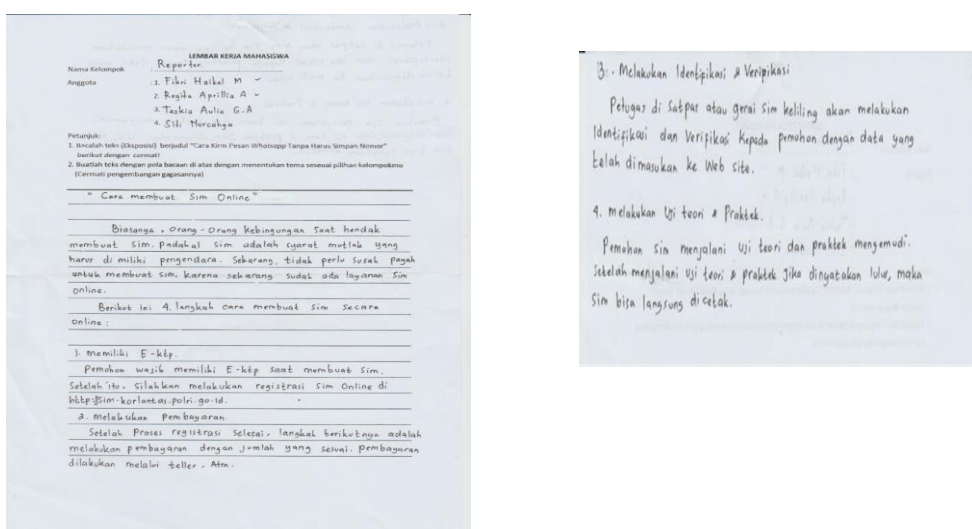 LEMBAR KERJA MAHASISWA
Nama Kelompok : Reporter.
Anggota : 1. Fikri Haikal M
2. Regita Aprillia A
3. Taskia Aulia G.A
4. Siti Nurcahya
Petunjuk:
1. Bacalah teks (Eksposisi) berjudul "Cara Kirm Pesan Whatsapp Tanpa Harus Simpan Nomor"
berikut dengan cermat!
2. Buatlah teks dengan pola bacaan di atas dengan menentukan tema sesuai pilihan kelompokmu
(Cermati pengembangan gagasannya)
"Cara membuat Sim Online"
Biasanya, orang-orang kebingungan saat hendak
membuat sim. padahal sim adalah syarat mutlak yang
harus di miliki pengendara. Sekarang, tidak perlu susah payah
untuk membuat sim. karena sekarang sudah ada layanan Sim
online.
Berikut ini 4. langkah cara membuat Sim secara
online :
1. memiliki E-ktp.
Pemohon wajib memiliki E-ktp saat membuat Sim.
Setelah itu. Silahkan melakukan registrasi Sim Online di
http://Sim-korlantas.polri.go.id.
2. melakukan Pembayaran
Setelah Proses registrasi selesai. langkah berikutnya adalah
melakukan pembayaran dengan jumlah yang sesuai. pembayaran
dilakukan melalui teller, Atm.
3. Melakukan Identipikasi & Veripikasi
Petugas di Satpas atau gerai Sim keliling akan melakukan
Identifikasi dan Verifikasi kepada pemohon dengan data yang
telah dimasukan ke Web site.
4. melakukan Uji teori & Praktek.
Pemohon sim menjalani uji teori dan praktek mengemudi.
Setelah menjalani uji teori & praktek jika dinyatakan lulus, maka
Sim bisa langsung dicetak.